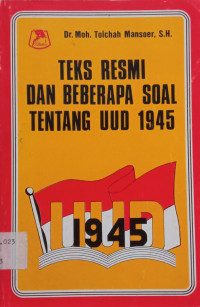 Dr. Moh. Tolchah Mansoer, S.H.
TEKS RESMI
DAN BEBERAPA SOAL
TENTANG UUD 1945
UUD
1945